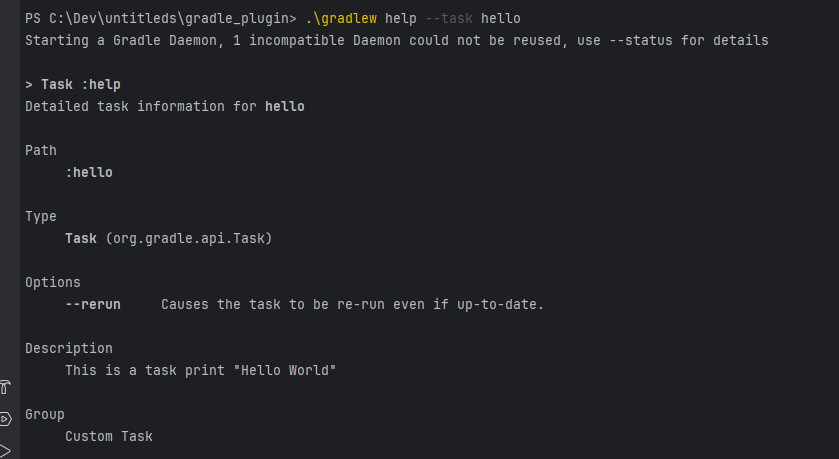 PS C:\Dev\untitleds\gradle_plugin> .\gradlew help --task hello
Starting a Gradle Daemon, 1 incompatible Daemon could not be reused, use --status for details
> Task :help
Detailed task information for hello
Path
:hello
Type
Task (org.gradle.api.Task)
Options
--rerun     Causes the task to be re-run even if up-to-date.
Description
This is a task print "Hello World"
Group
Custom Task